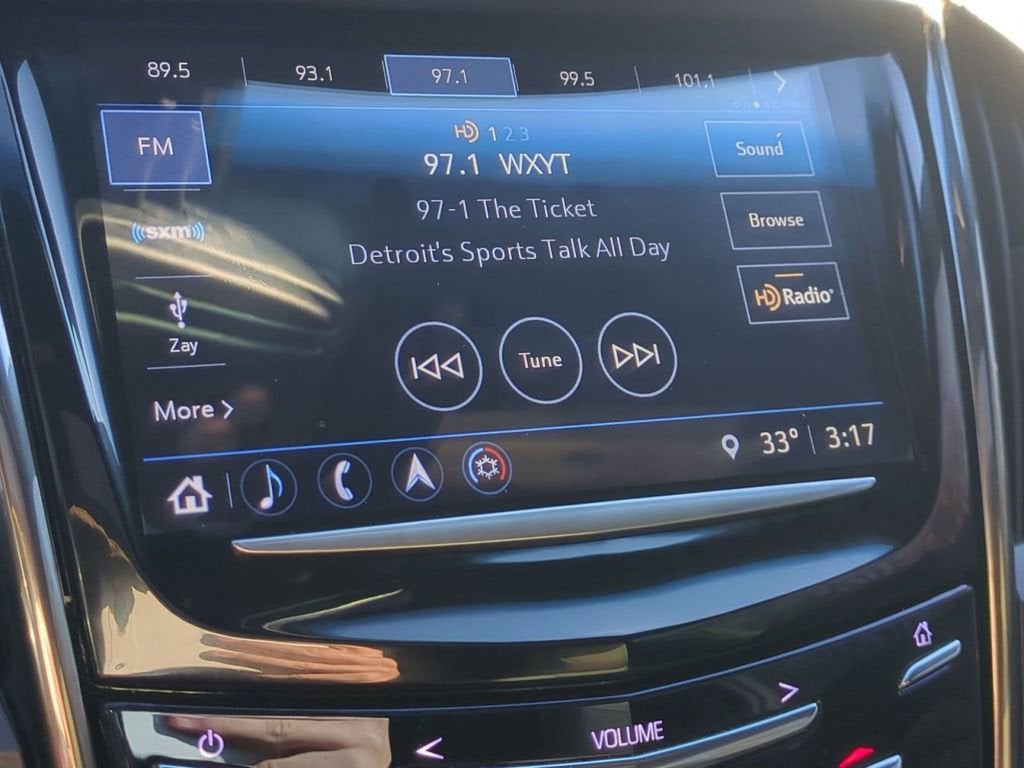 89.5 93.1 97.1 99.5 101.1
FM
HD 1 2 3
Sound
97.1 WXYT
97-1 The Ticket
Browse
((sxm))
Detroit's Sports Talk All Day
HD Radio®
Zay
Tune
More >
33° 3:17
< VOLUME >